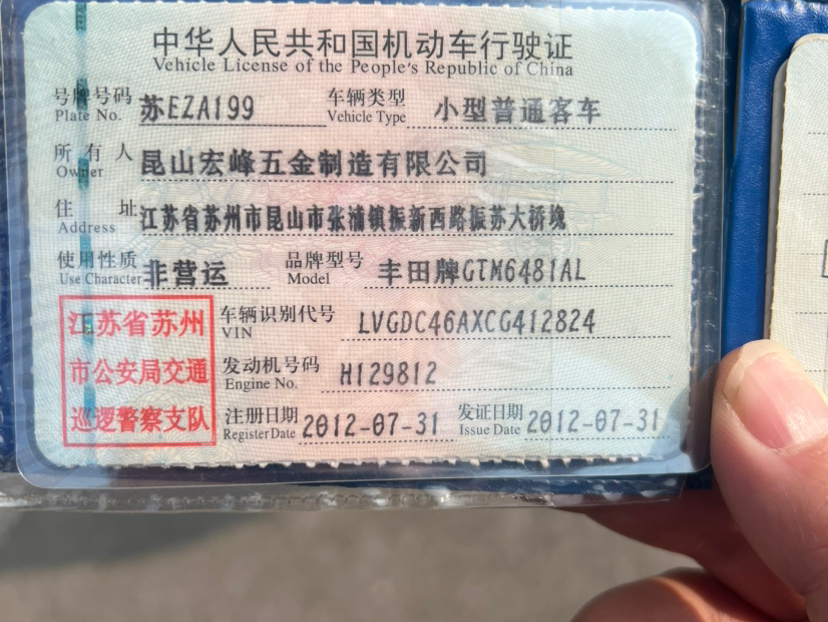 中华人民共和国机动车行驶证
Vehicle License of the People's Republic of China
号牌号码 苏EZA199 车辆类型 小型普通客车
Plate No. Vehicle Type
所有人 昆山宏峰五金制造有限公司
Owner
住址 江苏省苏州市昆山市张浦镇振新西路振苏大桥堍
Address
使用性质 非营运 品牌型号 丰田牌GTM6481AL
Use Character Model
江苏省苏州 车辆识别代号 LVGDC46AXCG412824
VIN
市公安局交通 发动机号码 H129812
Engine No.
巡逻警察支队 注册日期 2012-07-31 发证日期 2012-07-31
Register Date Issue Date